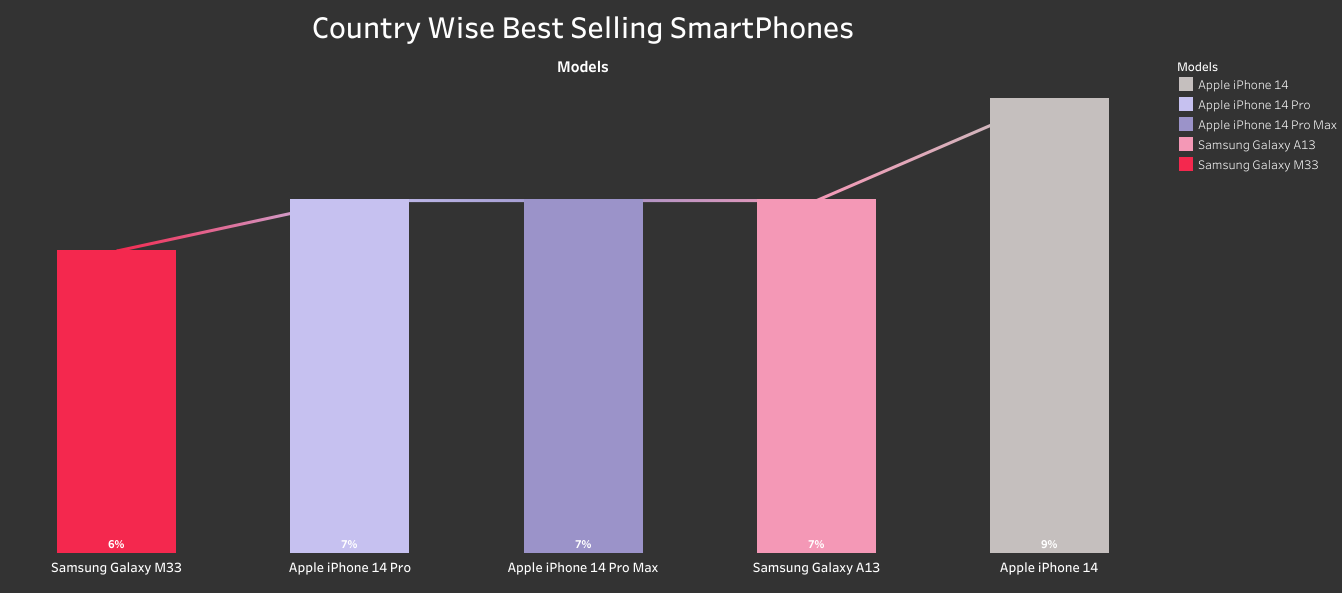 Country Wise Best Selling SmartPhones
Models
Models
Apple iPhone 14
Apple iPhone 14 Pro
Apple iPhone 14 Pro Max
Samsung Galaxy A13
Samsung Galaxy M33
6%
7%
7%
7%
9%
Samsung Galaxy M33
Apple iPhone 14 Pro
Apple iPhone 14 Pro Max
Samsung Galaxy A13
Apple iPhone 14